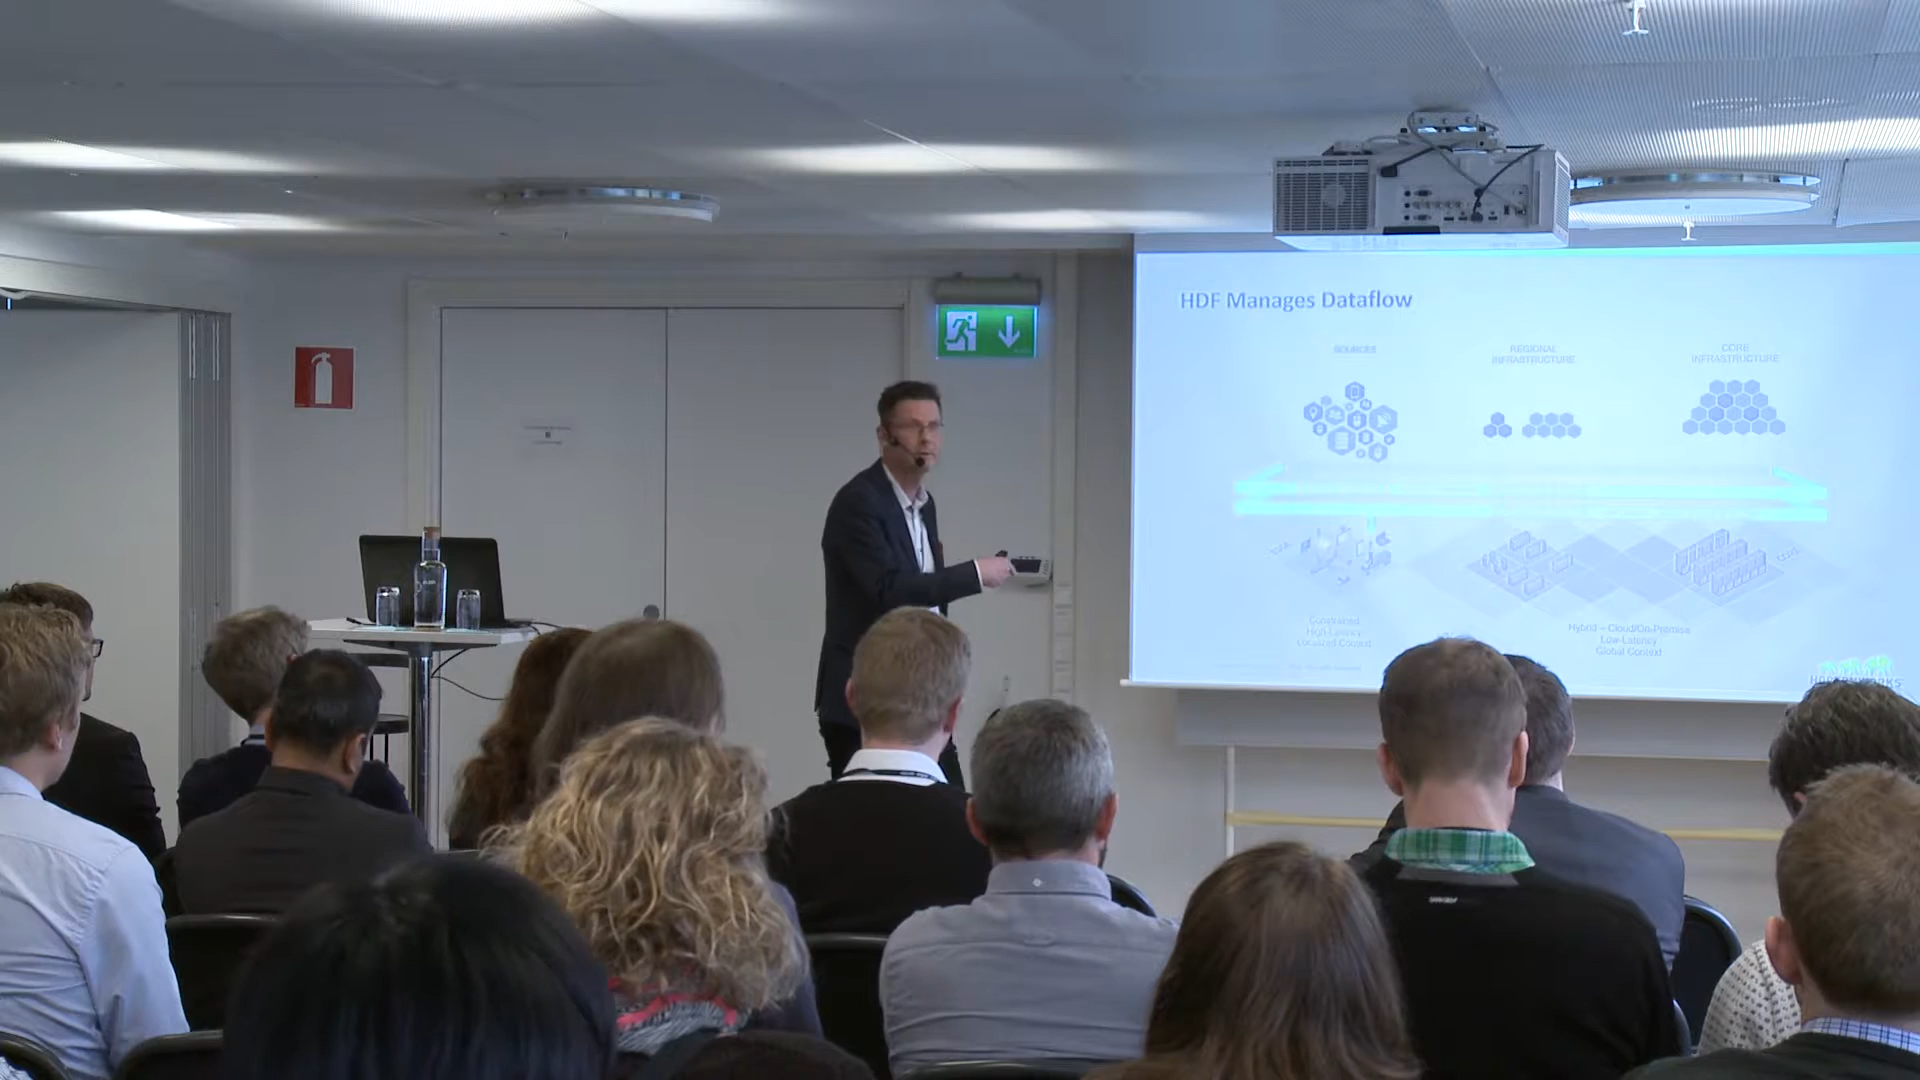 HDF Manages Dataflow
SOURCES
REGIONAL
INFRASTRUCTURE
CORE
INFRASTRUCTURE
Constrained
High-Latency
Localized Context
Hybrid – Cloud/On-Premise
Low-Latency
Global Context
HORTONWORKS